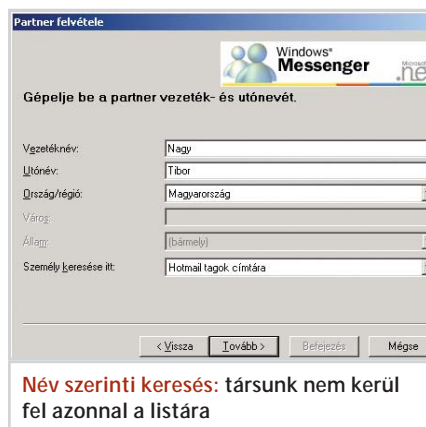 Partner felvétele
Windows®
Messenger
Microsoft
.ne
Gépelje be a partner vezeték- és utónevét.
Vezetéknév: Nagy
Utónév: Tibor
Ország/régió: Magyarország
Város:
Állam: (bármely)
Személy keresése itt: Hotmail tagok címtára
< Vissza Tovább > Befejezés Mégse
Név szerinti keresés: társunk nem kerül
fel azonnal a listára